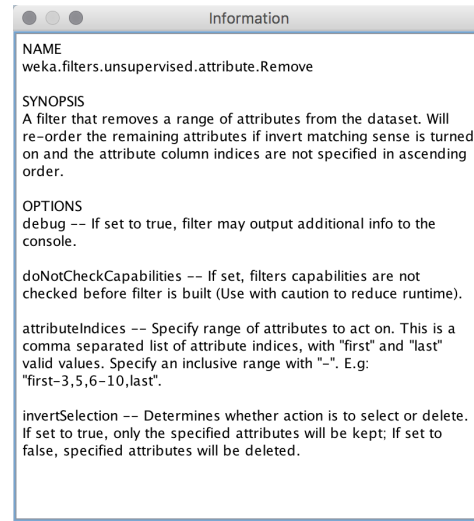 Information
NAME
weka.filters.unsupervised.attribute.Remove
SYNOPSIS
A filter that removes a range of attributes from the dataset. Will
re-order the remaining attributes if invert matching sense is turned
on and the attribute column indices are not specified in ascending
order.
OPTIONS
debug -- If set to true, filter may output additional info to the
console.
doNotCheckCapabilities -- If set, filters capabilities are not
checked before filter is built (Use with caution to reduce runtime).
attributeIndices -- Specify range of attributes to act on. This is a
comma separated list of attribute indices, with "first" and "last"
valid values. Specify an inclusive range with "-". E.g:
"first-3,5,6-10,last".
invertSelection -- Determines whether action is to select or delete.
If set to true, only the specified attributes will be kept; If set to
false, specified attributes will be deleted.